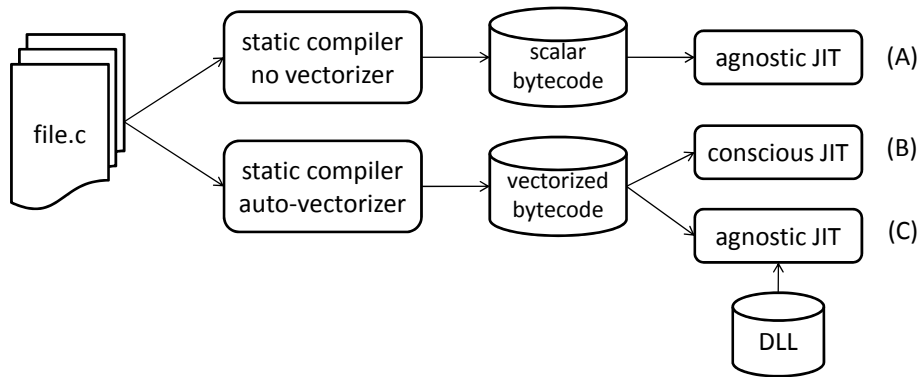 file.c
static compiler
no vectorizer
scalar
bytecode
agnostic JIT
(A)
static compiler
auto-vectorizer
vectorized
bytecode
conscious JIT
(B)
agnostic JIT
(C)
DLL